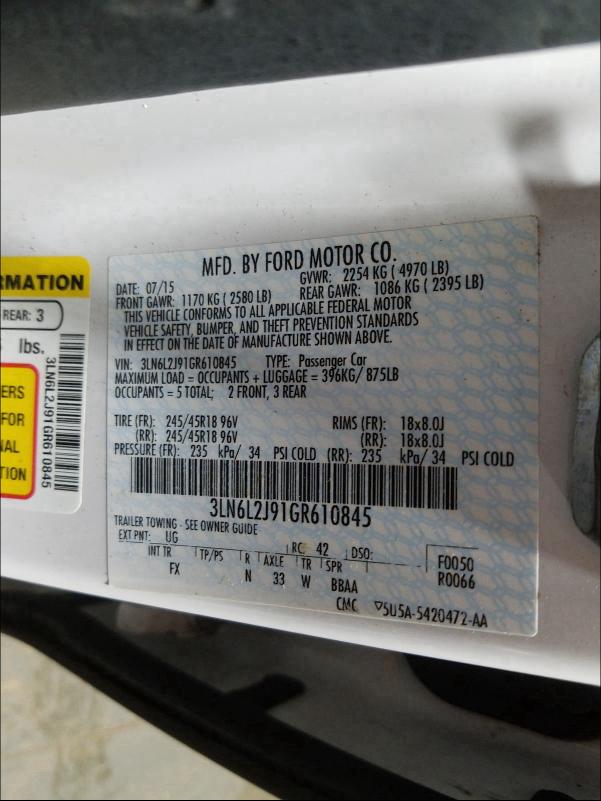 MFD. BY FORD MOTOR CO.
DATE: 07/15 GVWR: 2254 KG ( 4970 LB)
FRONT GAWR: 1170 KG ( 2580 LB) REAR GAWR: 1086 KG ( 2395 LB)
THIS VEHICLE CONFORMS TO ALL APPLICABLE FEDERAL MOTOR
VEHICLE SAFETY, BUMPER, AND THEFT PREVENTION STANDARDS
IN EFFECT ON THE DATE OF MANUFACTURE SHOWN ABOVE.
VIN: 3LN6L2J91GR610845 TYPE: Passenger Car
MAXIMUM LOAD = OCCUPANTS + LUGGAGE = 396KG/ 875LB
OCCUPANTS = 5 TOTAL; 2 FRONT, 3 REAR
TIRE (FR): 245/45R18 96V RIMS (FR): 18x8.0J
(RR): 245/45R18 96V (RR): 18x8.0J
PRESSURE (FR): 235 kPa/ 34 PSI COLD (RR): 235 kPa/ 34 PSI COLD
3LN6L2J91GR610845
TRAILER TOWING - SEE OWNER GUIDE
EXT PNT: UG RC: 42 DSO: F0050
INT TR TP/PS R AXLE TR SPR R0066
FX N 33 W BBAA
CMC ▽5U5A-5420472-AA
RMATION
REAR: 3
lbs.
ERS
FOR
NAL
TION
3LN6L2J91GR610845